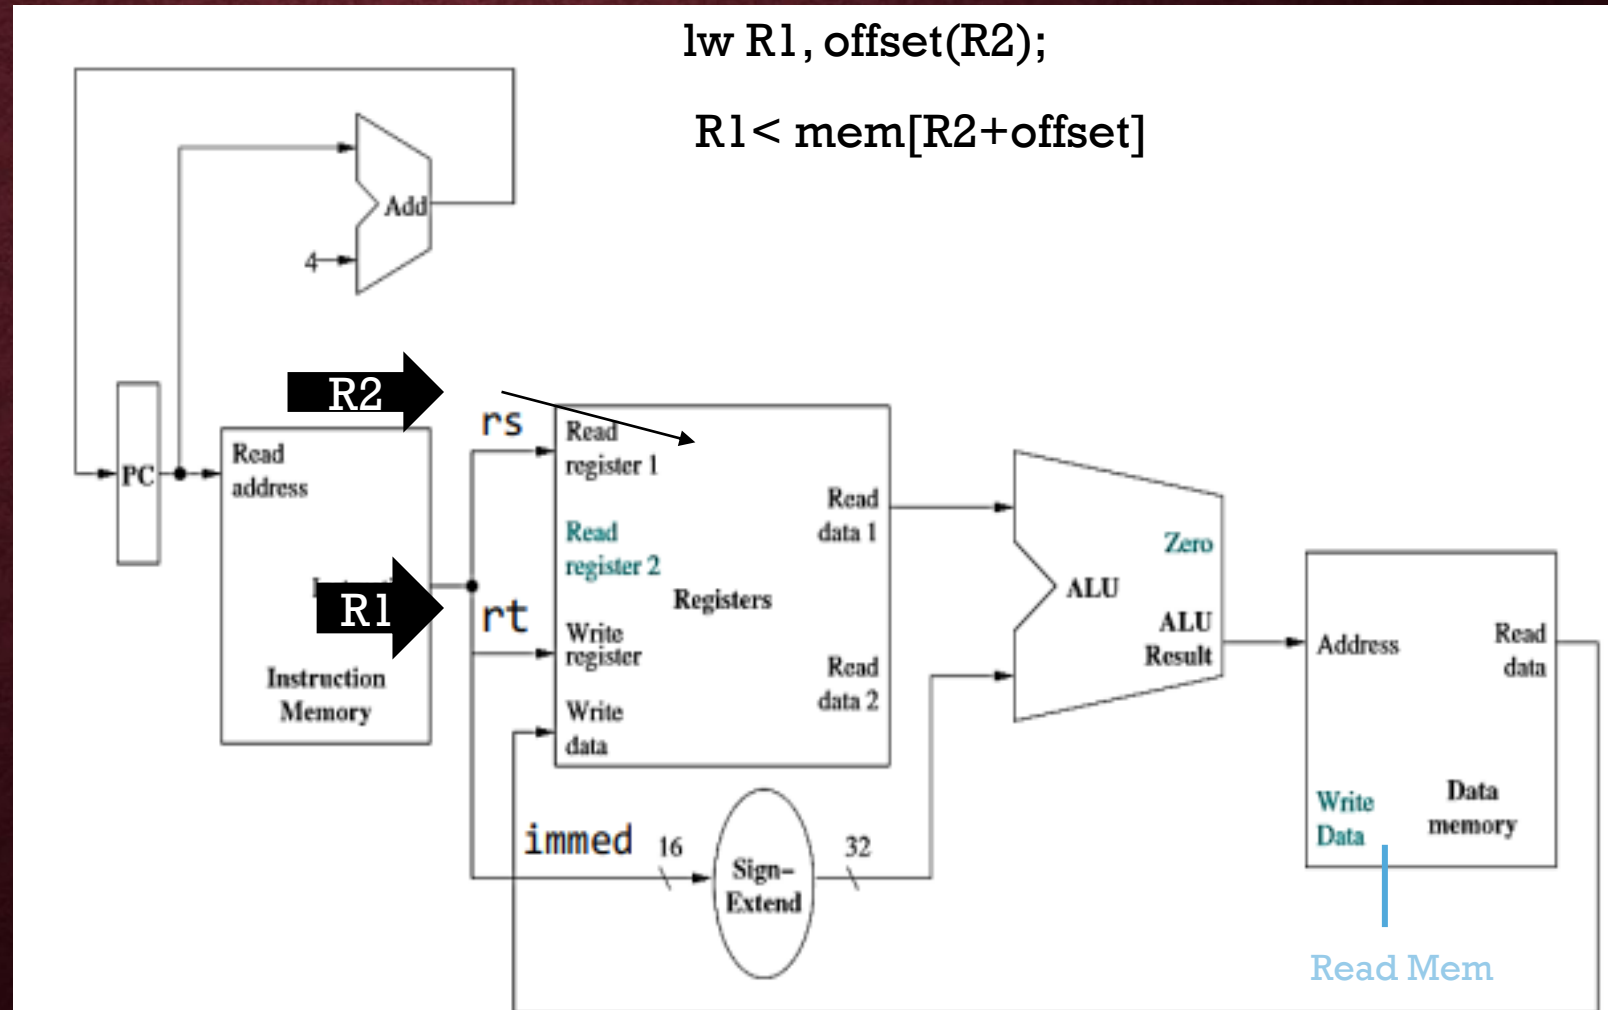 lw R1, offset(R2);
R1< mem[R2+offset]
Add
4
R2
rs
Read
register 1
PC
Read
address
Read
data 1
Read
register 2
Zero
Registers
ALU
R1
rt
Write
register
ALU
Result
Address
Read
data
Read
data 2
Instruction
Memory
Write
data
Write
Data
Data
memory
immed
16
32
Sign-
Extend
Read Mem